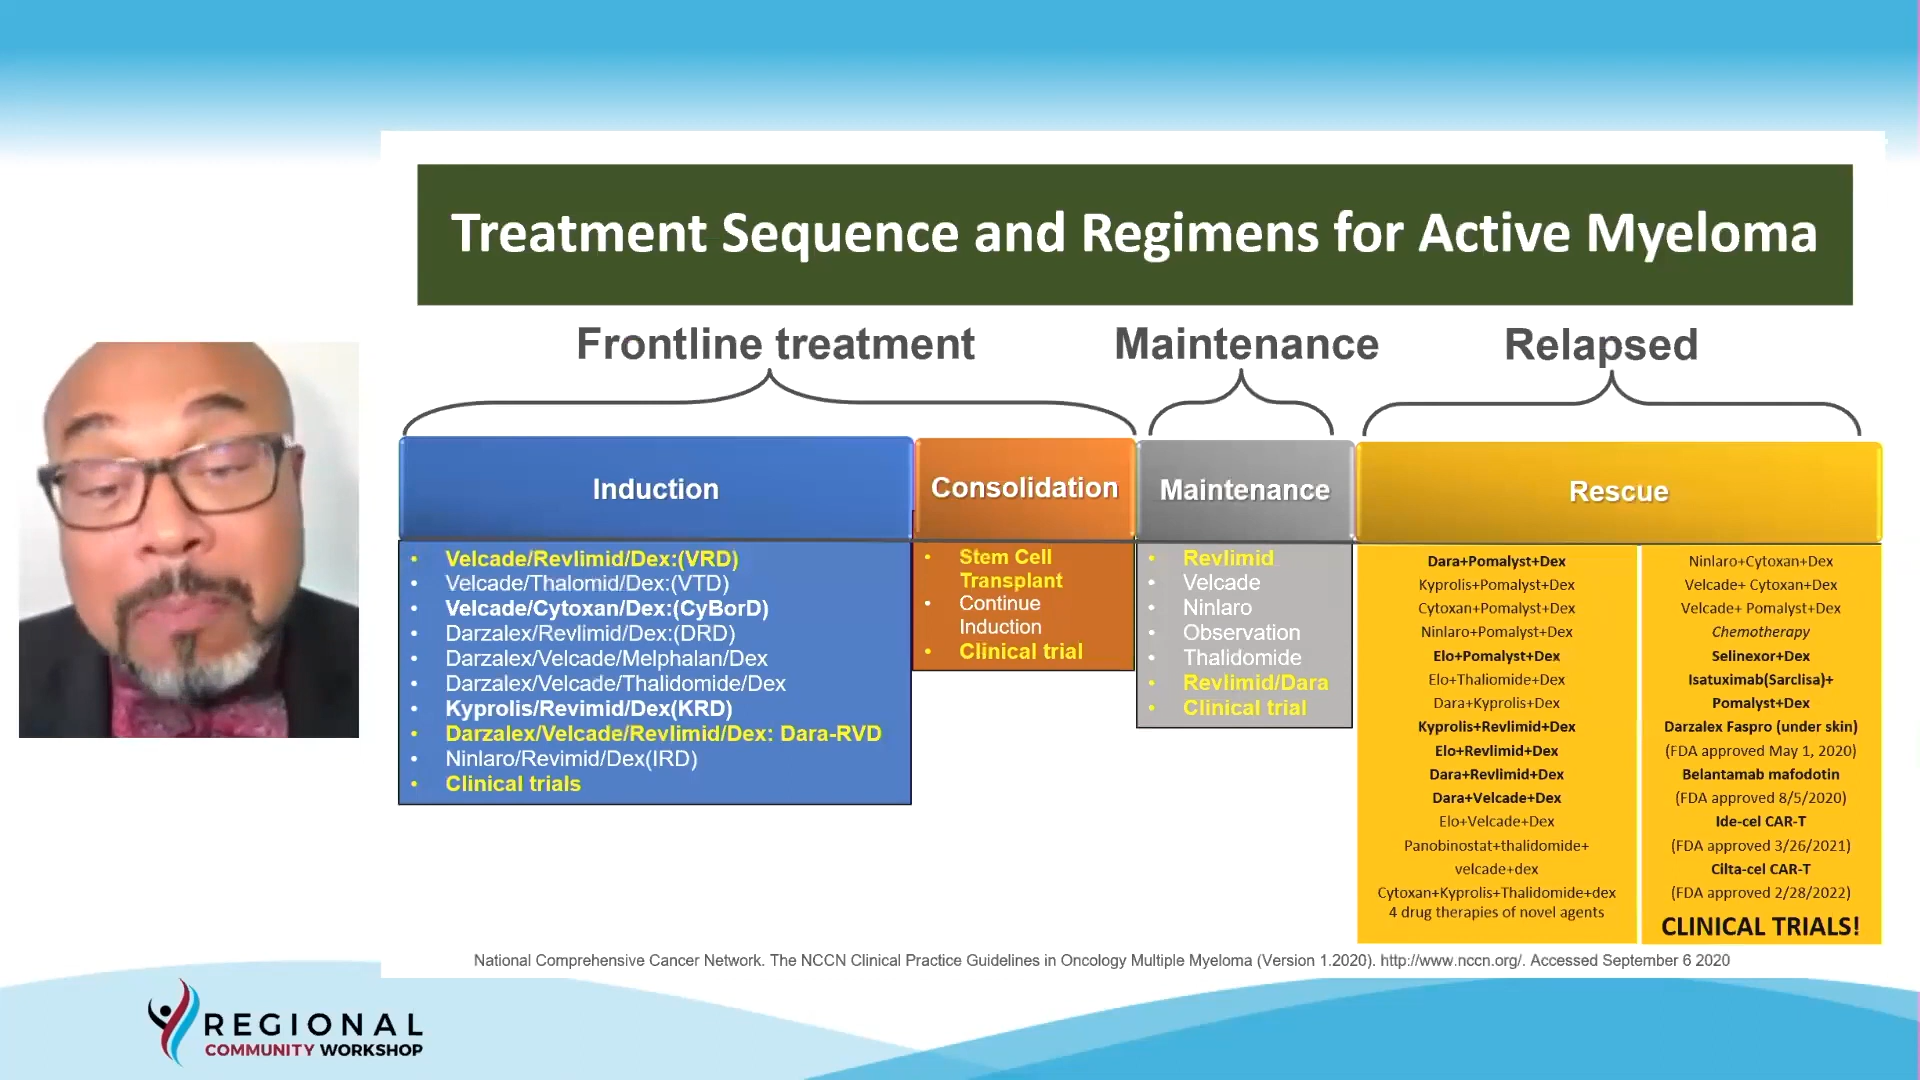 Treatment Sequence and Regimens for Active Myeloma
Frontline treatment
Maintenance
Relapsed
Induction
Consolidation
Maintenance
Rescue
• Velcade/Revlimid/Dex:(VRD)
• Velcade/Thalomid/Dex:(VTD)
• Velcade/Cytoxan/Dex:(CyBorD)
• Darzalex/Revlimid/Dex:(DRD)
• Darzalex/Velcade/Melphalan/Dex
• Darzalex/Velcade/Thalidomide/Dex
• Kyprolis/Revimid/Dex(KRD)
• Darzalex/Velcade/Revlimid/Dex: Dara-RVD
• Ninlaro/Revimid/Dex(IRD)
• Clinical trials
• Stem Cell
Transplant
• Continue
Induction
• Clinical trial
• Revlimid
• Velcade
• Ninlaro
• Observation
• Thalidomide
• Revlimid/Dara
• Clinical trial
Dara+Pomalyst+Dex
Kyprolis+Pomalyst+Dex
Cytoxan+Pomalyst+Dex
Ninlaro+Pomalyst+Dex
Elo+Pomalyst+Dex
Elo+Thaliomide+Dex
Dara+Kyprolis+Dex
Kyprolis+Revlimid+Dex
Elo+Revlimid+Dex
Dara+Revlimid+Dex
Dara+Velcade+Dex
Elo+Velcade+Dex
Panobinostat+thalidomide+
velcade+dex
Cytoxan+Kyprolis+Thalidomide+dex
4 drug therapies of novel agents
Ninlaro+Cytoxan+Dex
Velcade+ Cytoxan+Dex
Velcade+ Pomalyst+Dex
Chemotherapy
Selinexor+Dex
Isatuximab(Sarclisa)+
Pomalyst+Dex
Darzalex Faspro (under skin)
(FDA approved May 1, 2020)
Belantamab mafodotin
(FDA approved 8/5/2020)
Ide-cel CAR-T
(FDA approved 3/26/2021)
Cilta-cel CAR-T
(FDA approved 2/28/2022)
CLINICAL TRIALS!
National Comprehensive Cancer Network. The NCCN Clinical Practice Guidelines in Oncology Multiple Myeloma (Version 1.2020). http://www.nccn.org/. Accessed September 6 2020
REGIONAL
COMMUNITY WORKSHOP